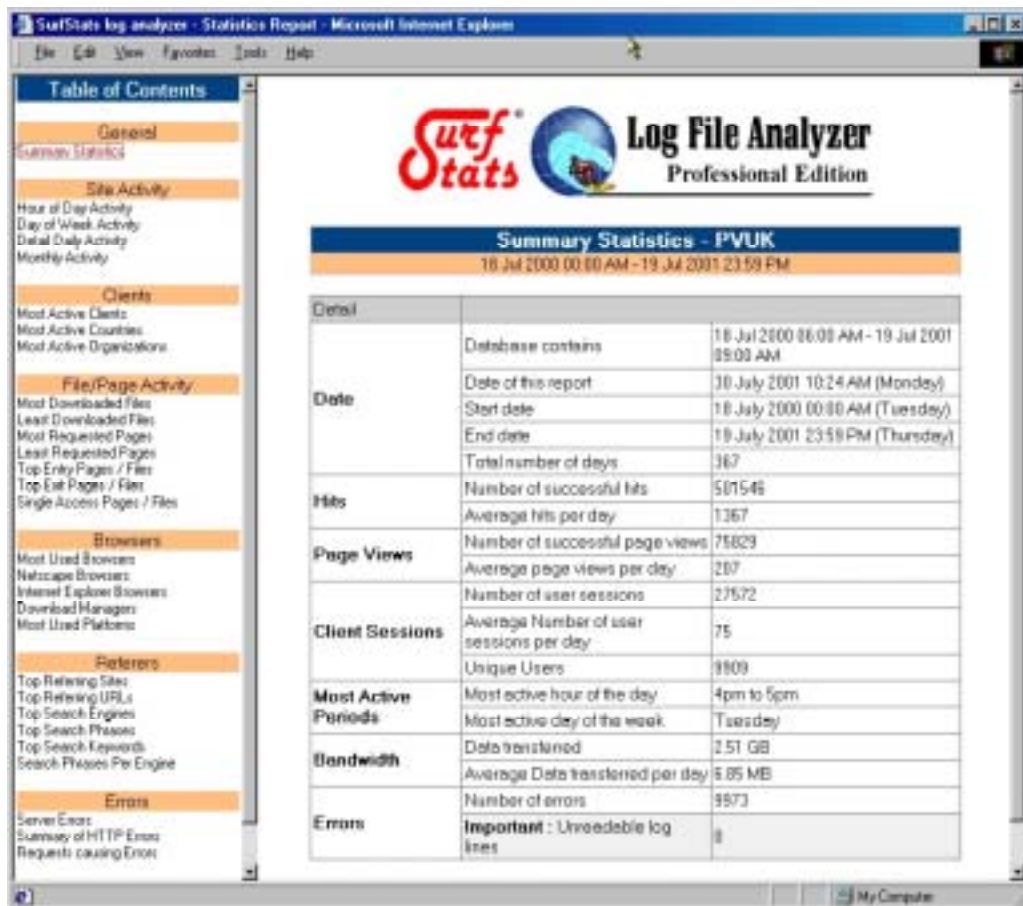 SurfStats log analyzer - Statistics Report - Microsoft Internet Explorer
File Edit View Favorites Tools Help
Table of Contents
General
Summary Statistics
Site Activity
Hour of Day Activity
Day of Week Activity
Detail Daily Activity
Monthly Activity
Clients
Most Active Clients
Most Active Countries
Most Active Organizations
File/Page Activity
Most Downloaded Files
Least Downloaded Files
Most Requested Pages
Least Requested Pages
Top Entry Pages / Files
Top Exit Pages / Files
Single Access Pages / Files
Browsers
Most Used Browsers
Netscape Browsers
Internet Explorer Browsers
Download Managers
Most Used Platforms
Referers
Top Refering Sites
Top Refering URLs
Top Search Engines
Top Search Phrases
Top Search Keywords
Search Phrases Per Engine
Errors
Server Errors
Summary of HTTP Errors
Requests causing Errors
Surf Stats ®
Log File Analyzer
Professional Edition
Summary Statistics - PVUK
18 Jul 2000 00:00 AM - 19 Jul 2001 23:59 PM
Detail
Date
Database contains 18 Jul 2000 06:00 AM - 19 Jul 2001
09:00 AM
Date of this report 30 July 2001 10:24 AM (Monday)
Start date 18 July 2000 00:00 AM (Tuesday)
End date 19 July 2001 23:59 PM (Thursday)
Total number of days 367
Hits
Number of successful hits 501546
Average hits per day 1367
Page Views
Number of successful page views 75829
Average page views per day 207
Client Sessions
Number of user sessions 27572
Average Number of user
sessions per day 75
Unique Users 9909
Most Active
Periods
Most active hour of the day 4pm to 5pm
Most active day of the week Tuesday
Bandwidth
Data transferred 2.51 GB
Average Data transferred per day 6.85 MB
Errors
Number of errors 9973
Important : Unreedable log
lines 0
My Computer